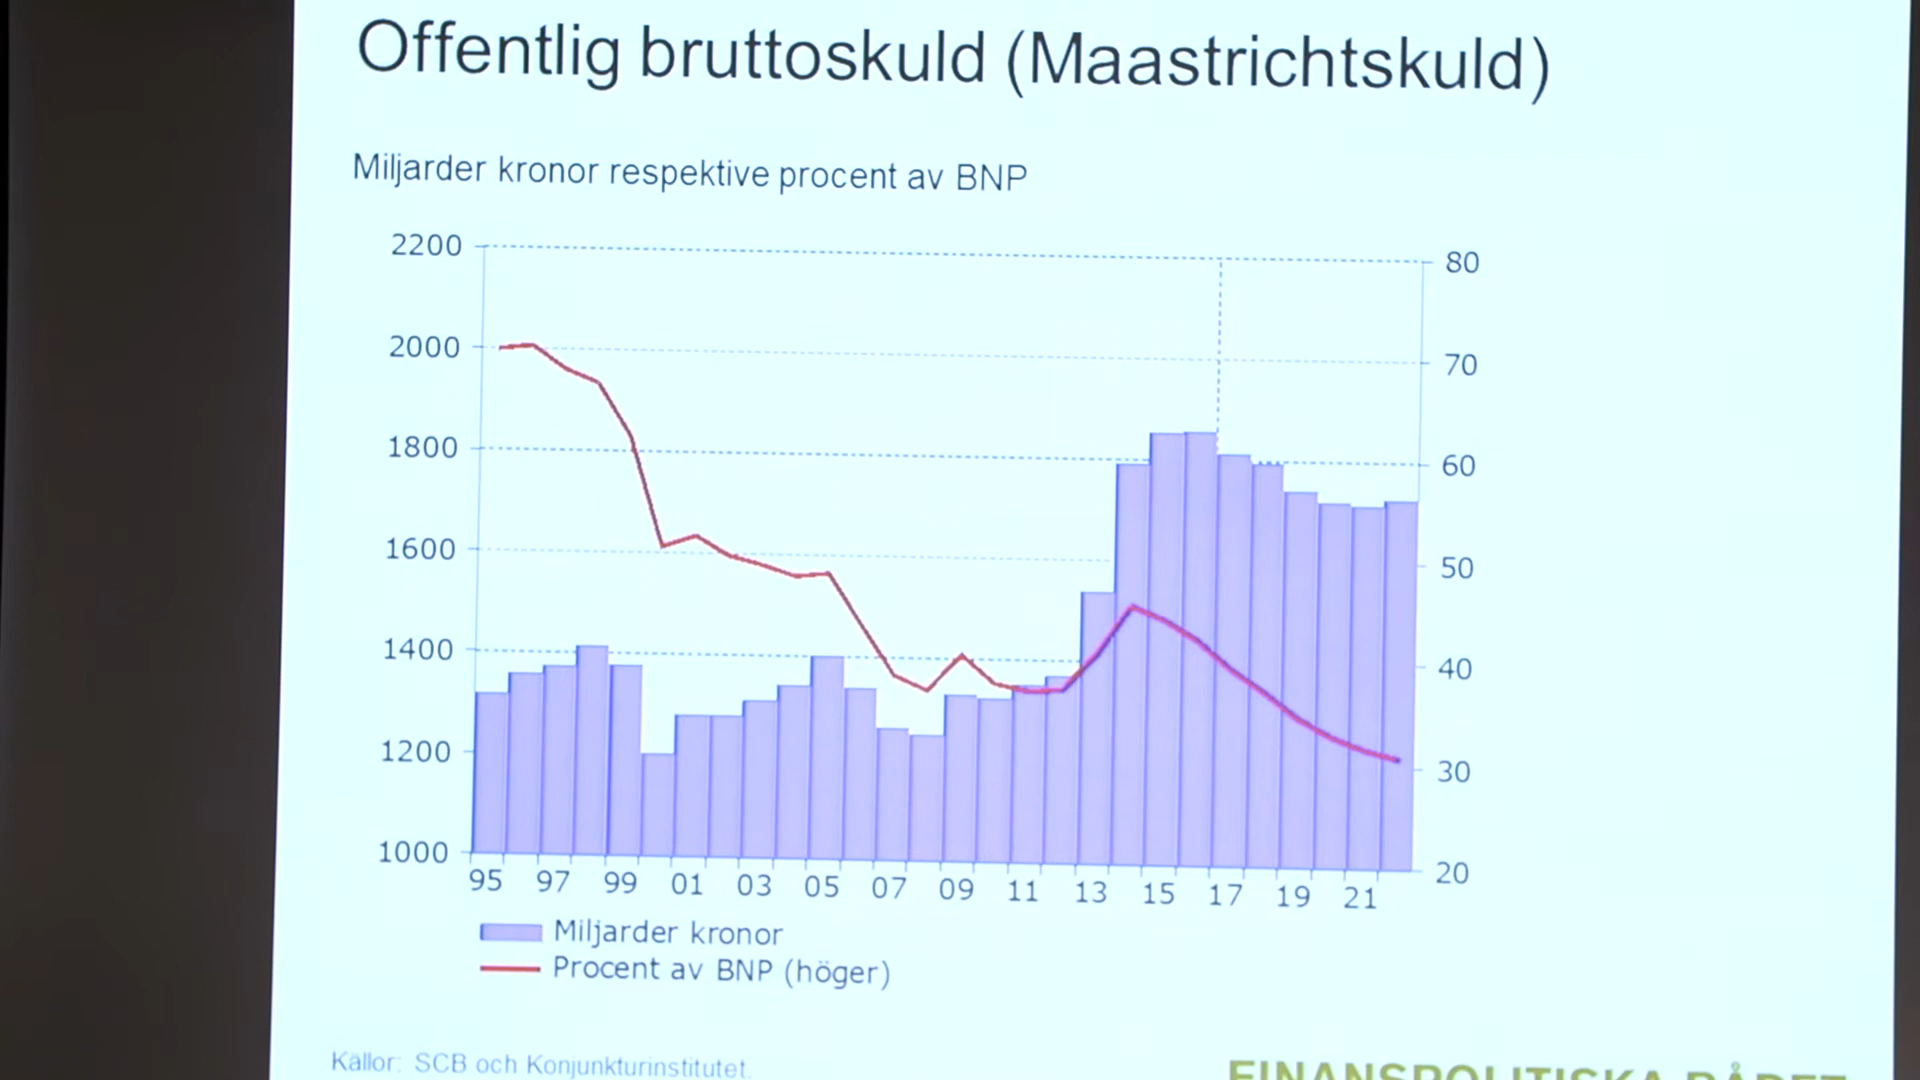 Offentlig bruttoskuld (Maastrichtskuld)
Miljarder kronor respektive procent av BNP
2200
2000
1800
1600
1400
1200
1000
80
70
60
50
40
30
20
95 97 99 01 03 05 07 09 11 13 15 17 19 21
Miljarder kronor
Procent av BNP (höger)
Källor: SCB och Konjunkturinstitutet.
FINANSPOLITISKA RÅDET